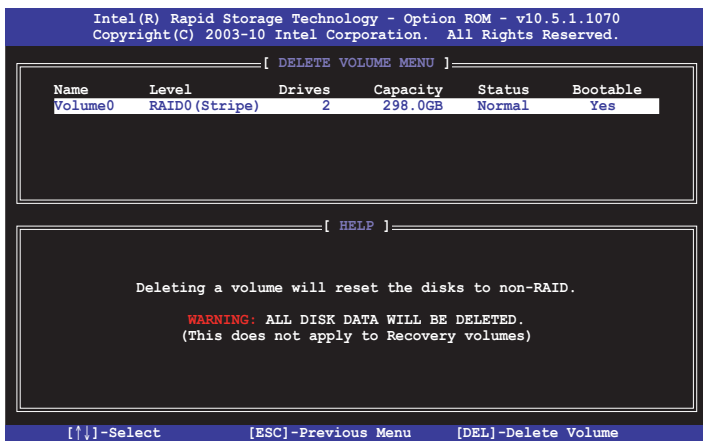 Intel(R) Rapid Storage Technology - Option ROM - v10.5.1.1070
Copyright(C) 2003-10 Intel Corporation. All Rights Reserved.
[ DELETE VOLUME MENU ]
Name Level Drives Capacity Status Bootable
Volume0 RAID0(Stripe) 2 298.0GB Normal Yes
[ HELP ]
Deleting a volume will reset the disks to non-RAID.
WARNING: ALL DISK DATA WILL BE DELETED.
(This does not apply to Recovery volumes)
[↑↓]-Select [ESC]-Previous Menu [DEL]-Delete Volume